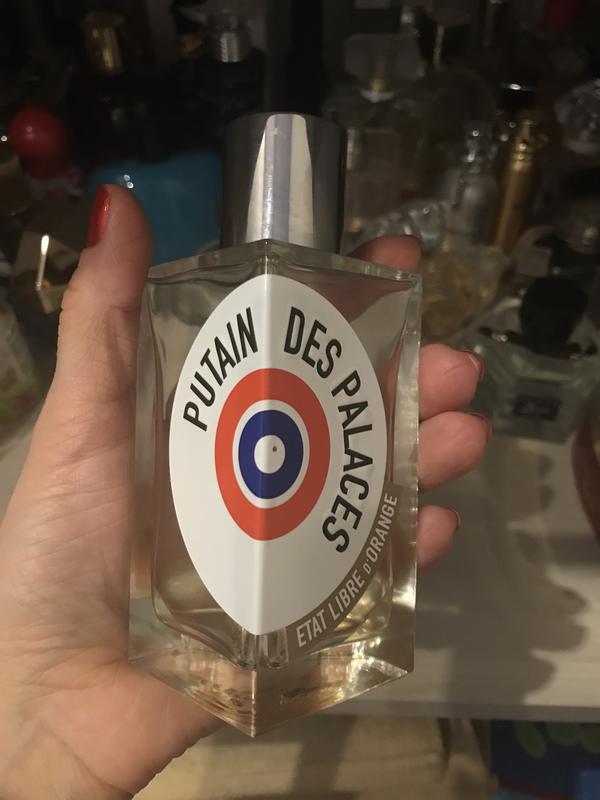 PUTAIN DES PALACES
ETAT LIBRE D'ORANGE